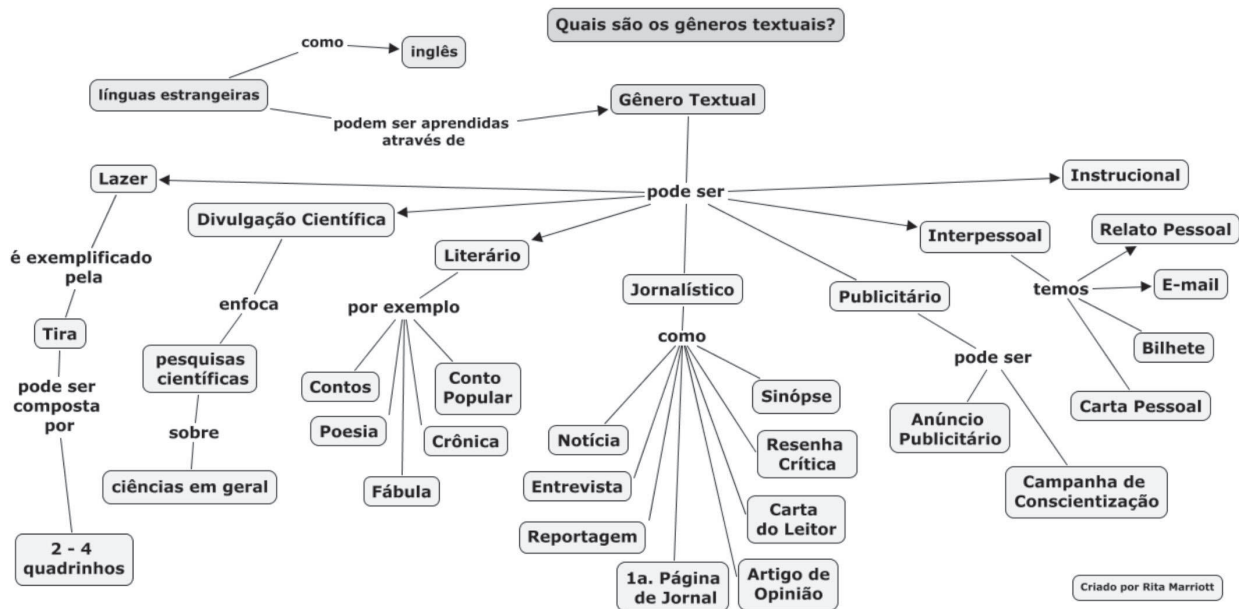 Quais são os gêneros textuais?
como
inglês
línguas estrangeiras
podem ser aprendidas
através de
Gênero Textual
pode ser
Lazer
é exemplificado
pela
Tira
pode ser
composta
por
2 - 4
quadrinhos
Divulgação Científica
enfoca
pesquisas
científicas
sobre
ciências em geral
Literário
por exemplo
Contos
Poesia
Fábula
Crônica
Conto
Popular
Jornalístico
como
Notícia
Entrevista
Reportagem
1a. Página
de Jornal
Artigo de
Opinião
Carta
do Leitor
Resenha
Crítica
Sinópse
Publicitário
pode ser
Anúncio
Publicitário
Campanha de
Conscientização
Interpessoal
temos
Relato Pessoal
E-mail
Bilhete
Carta Pessoal
Instrucional
Criado por Rita Marriott